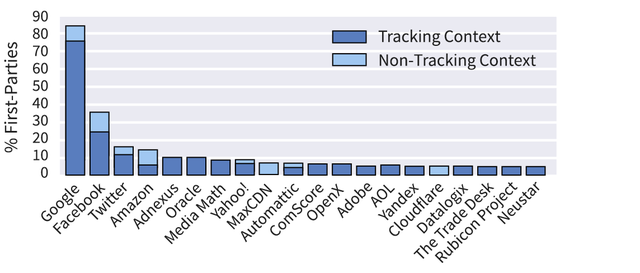 % First-Parties
90
80
70
60
50
40
30
20
10
0
Tracking Context
Non-Tracking Context
Google
Facebook
Twitter
Amazon
Adnexus
Oracle
Media Math
Yahoo!
MaxCDN
Automattic
ComScore
OpenX
Adobe
AOL
Yandex
Cloudflare
Datalogix
The Trade Desk
Rubicon Project
Neustar